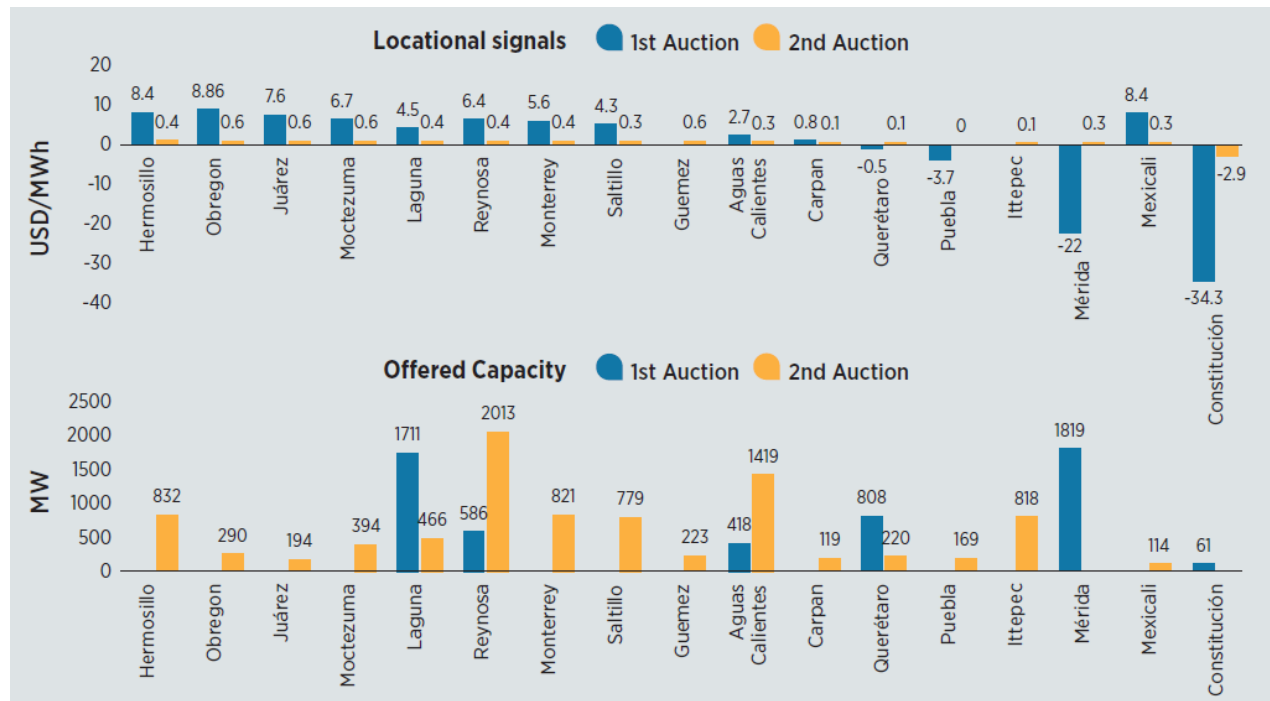 Locational signals 1st Auction 2nd Auction
USD/MWh
20
10
0
-10
-20
-30
-40
8.4 0.4 8.86 0.6 7.6 0.6 6.7 0.6 4.5 0.4 6.4 0.4 5.6 0.4 4.3 0.3 0.6 2.7 0.3 0.8 0.1 -0.5 0.1 -3.7 0 0.1 -22 0.3 8.4 0.3 -34.3 -2.9
Hermosillo
Obregon
Juárez
Moctezuma
Laguna
Reynosa
Monterrey
Saltillo
Guemez
Aguas
Calientes
Carpan
Querétaro
Puebla
Ittepec
Mérida
Mexicali
Constitución
Offered Capacity 1st Auction 2nd Auction
MW
2500
2000
1500
1000
500
0
832 290 194 394 1711 466 586 2013 821 779 223 418 1419 119 808 220 169 818 1819 114 61
Hermosillo
Obregon
Juárez
Moctezuma
Laguna
Reynosa
Monterrey
Saltillo
Guemez
Aguas
Calientes
Carpan
Querétaro
Puebla
Ittepec
Mérida
Mexicali
Constitución